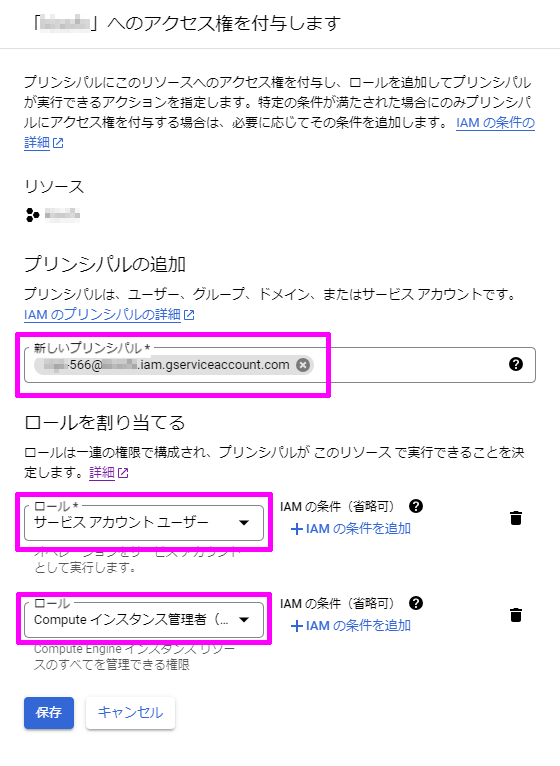 「」へのアクセス権を付与します
プリンシパルにこのリソースへのアクセス権を付与し、ロールを追加してプリンシパル
が実行できるアクションを指定します。特定の条件が満たされた場合にのみプリンシパ
ルにアクセス権を付与する場合は、必要に応じてその条件を追加します。 IAM の条件の
詳細
リソース
プリンシパルの追加
プリンシパルは、ユーザー、グループ、ドメイン、またはサービス アカウントです。
IAM のプリンシパルの詳細
新しいプリンシパル *
-566@.iam.gserviceaccount.com
ロールを割り当てる
ロールは一連の権限で構成され、プリンシパルが このリソース で実行できることを決
定します。詳細
ロール *
サービス アカウント ユーザー
IAM の条件（省略可）
IAM の条件を追加
オペレーションをサービス アカウント
として実行します。
ロール
Compute インスタンス管理者（...
IAM の条件（省略可）
IAM の条件を追加
Compute Engine インスタンス リソー
スのすべてを管理できる権限
保存
キャンセル